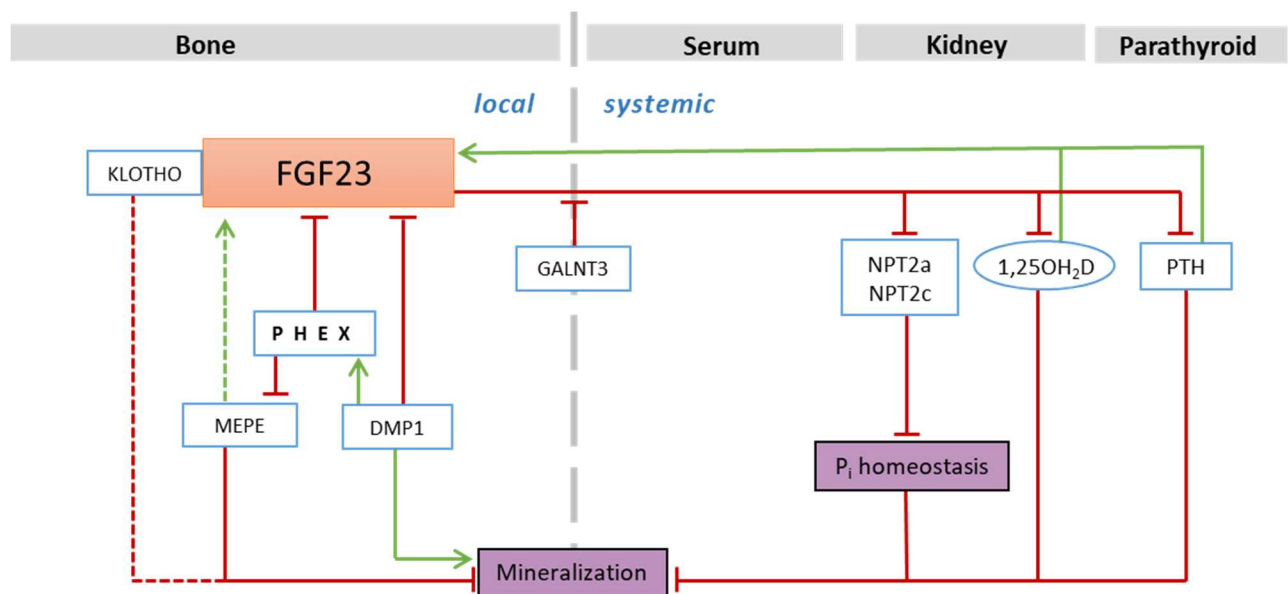 Bone
Serum
Kidney
Parathyroid
local
systemic
KLOTHO
FGF23
GALNT3
NPT2a
NPT2c
1,25OH₂D
PTH
P H E X
MEPE
DMP1
Pᵢ homeostasis
Mineralization